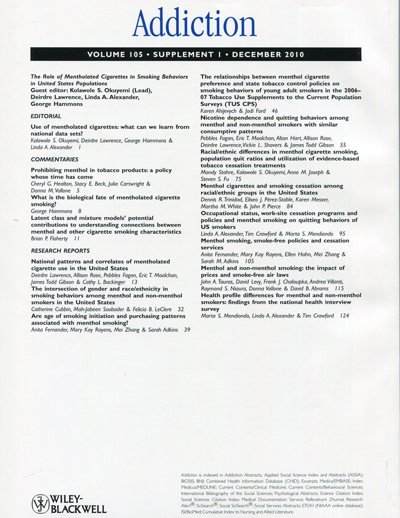 Addiction
VOLUME 105 • SUPPLEMENT 1 • DECEMBER 2010
The Role of Mentholated Cigarettes in Smoking Behaviors
in United States Populations
Guest editor: Kolawole S. Okuyemi (Lead),
Deirdre Lawrence, Linda A. Alexander,
George Hammons
EDITORIAL
Use of mentholated cigarettes: what can we learn from
national data sets?
Kolawole S. Okuyemi, Deirdre Lawrence, George Hammons &
Linda A. Alexander 1
COMMENTARIES
Prohibiting menthol in tobacco products: a policy
whose time has come
Cheryl G. Healton, Stacy E. Beck, Julia Cartwright &
Donna M. Vallone 5
What is the biological fate of mentholated cigarette
smoking?
George Hammons 8
Latent class and mixture models' potential
contributions to understanding connections between
menthol and other cigarette smoking characteristics
Brian P. Flaherty 11
RESEARCH REPORTS
National patterns and correlates of mentholated
cigarette use in the United States
Deirdre Lawrence, Allison Rose, Pebbles Fagan, Eric T. Moolchan,
James Todd Gibson & Cathy L. Backinger 13
The intersection of gender and race/ethnicity in
smoking behaviors among menthol and non-menthol
smokers in the United States
Catherine Cubbin, Mah-Jabeen Soobader & Felicia B. LeClere 32
Are age of smoking initiation and purchasing patterns
associated with menthol smoking?
Anita Fernander, Mary Kay Rayens, Mei Zhang & Sarah Adkins 39
The relationships between menthol cigarette
preference and state tobacco control policies on
smoking behaviors of young adult smokers in the 2006–
07 Tobacco Use Supplements to the Current Population
Surveys (TUS CPS)
Karen Ahijevych & Jodi Ford 46
Nicotine dependence and quitting behaviors among
menthol and non-menthol smokers with similar
consumptive patterns
Pebbles Fagan, Eric T. Moolchan, Alton Hart, Allison Rose,
Deirdre Lawrence, Vickie L. Shavers & James Todd Gibson 55
Racial/ethnic differences in menthol cigarette smoking,
population quit ratios and utilization of evidence-based
tobacco cessation treatments
Mandy Stahre, Kolawole S. Okuyemi, Anne M. Joseph &
Steven S. Fu 75
Menthol cigarettes and smoking cessation among
racial/ethnic groups in the United States
Dennis R. Trinidad, Eliseo J. Pérez-Stable, Karen Messer,
Martha M. White & John P. Pierce 84
Occupational status, work-site cessation programs and
policies and menthol smoking on quitting behaviors of
US smokers
Linda A. Alexander, Tim Crawford & Marta S. Mendiondo 95
Menthol smoking, smoke-free policies and cessation
services
Anita Fernander, Mary Kay Rayens, Ellen Hahn, Mei Zhang &
Sarah M. Adkins 105
Menthol and non-menthol smoking: the impact of
prices and smoke-free air laws
John A. Tauras, David Levy, Frank J. Chaloupka, Andrea Villanti,
Raymond S. Niaura, Donna Vallone & David B. Abrams 115
Health profile differences for menthol and non-menthol
smokers: findings from the national health interview
survey
Marta S. Mendiondo, Linda A. Alexander & Tim Crawford 124
WILEY-
BLACKWELL
Addiction is indexed in Addiction Abstracts; Applied Social Science Index and Abstracts (ASSIA);
BIOSIS; BNI; Combined Health Information Database (CHID); Excerpta Medica/EMBASE; Index
Medicus/MEDLINE; Current Contents/Clinical Medicine; Current Contents/Behavioural Sciences;
International Bibliography of the Social Sciences; Psychological Abstracts; Science Citation Index;
Social Sciences Citation Index; Medical Documentation Service; Referativnyi Zhurnal; Research
Alert®; SciSearch®; Social SciSearch®; Social Services Abstracts; ETOH (NIAAA online database);
ISI/BioMed; Cumulative Index to Nursing and Allied Literature.